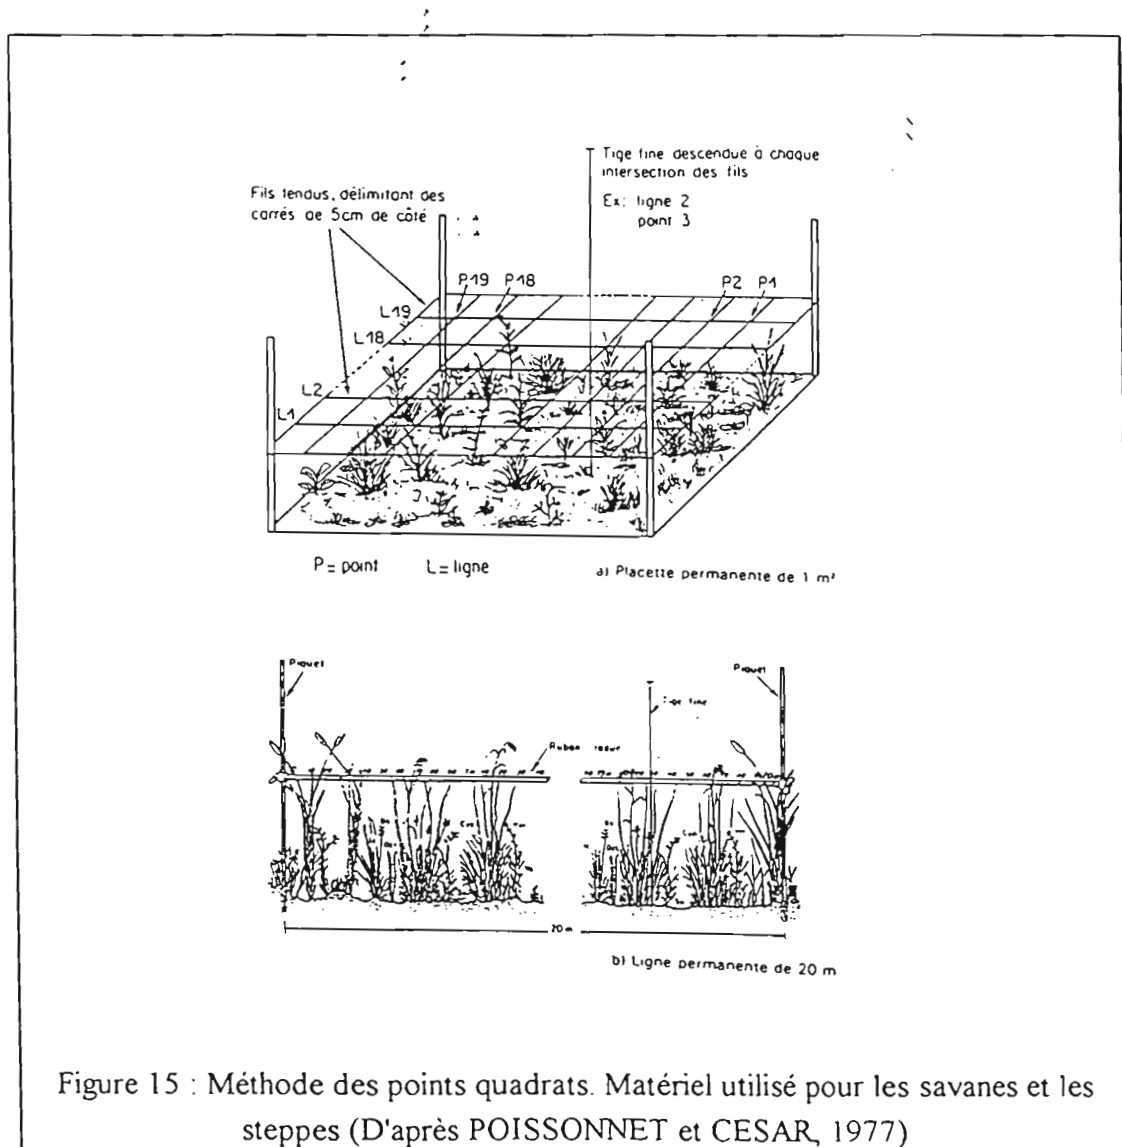 Tige fine descendue à chaque
intersection des fils
Ex: ligne 2
point 3
Fils tendus, délimitant des
carrés de 5cm de côté
P19
P18
P2
P1
L19
L18
L2
L1
P = point
L = ligne
a) Placette permanente de 1 m²
Piquet
Piquet
Tige fine
Ruban
20 m
b) Ligne permanente de 20 m
Figure 15 : Méthode des points quadrats. Matériel utilisé pour les savanes et les
steppes (D'après POISSONNET et CESAR, 1977)